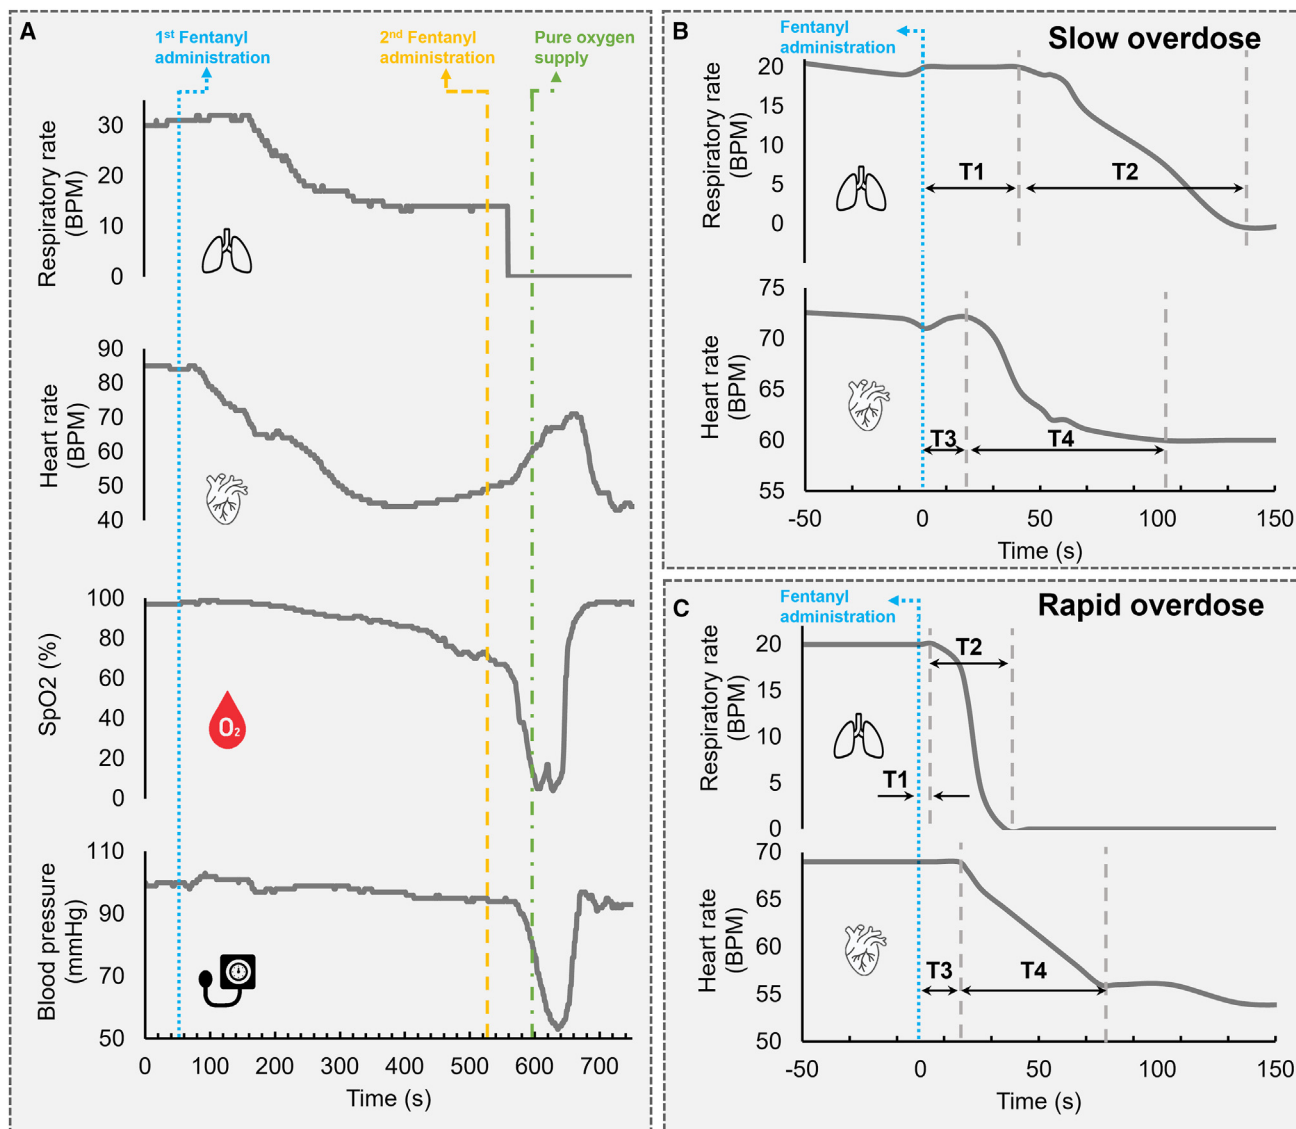 A
1st Fentanyl
administration
2nd Fentanyl
administration
Pure oxygen
supply
Respiratory rate
(BPM)
30
20
10
0
Heart rate
(BPM)
90
80
70
60
50
40
SpO2 (%)
100
80
60
40
20
0
O2
Blood pressure
(mmHg)
110
90
70
50
0 100 200 300 400 500 600 700
Time (s)
B
Fentanyl
administration
Slow overdose
Respiratory rate
(BPM)
20
15
10
5
0
T1 T2
Heart rate
(BPM)
75
70
65
60
55
T3 T4
-50 0 50 100 150
Time (s)
C
Fentanyl
administration
Rapid overdose
Respiratory rate
(BPM)
20
15
10
5
0
T2
T1
Heart rate
(BPM)
70
65
60
55
50
T3 T4
-50 0 50 100 150
Time (s)